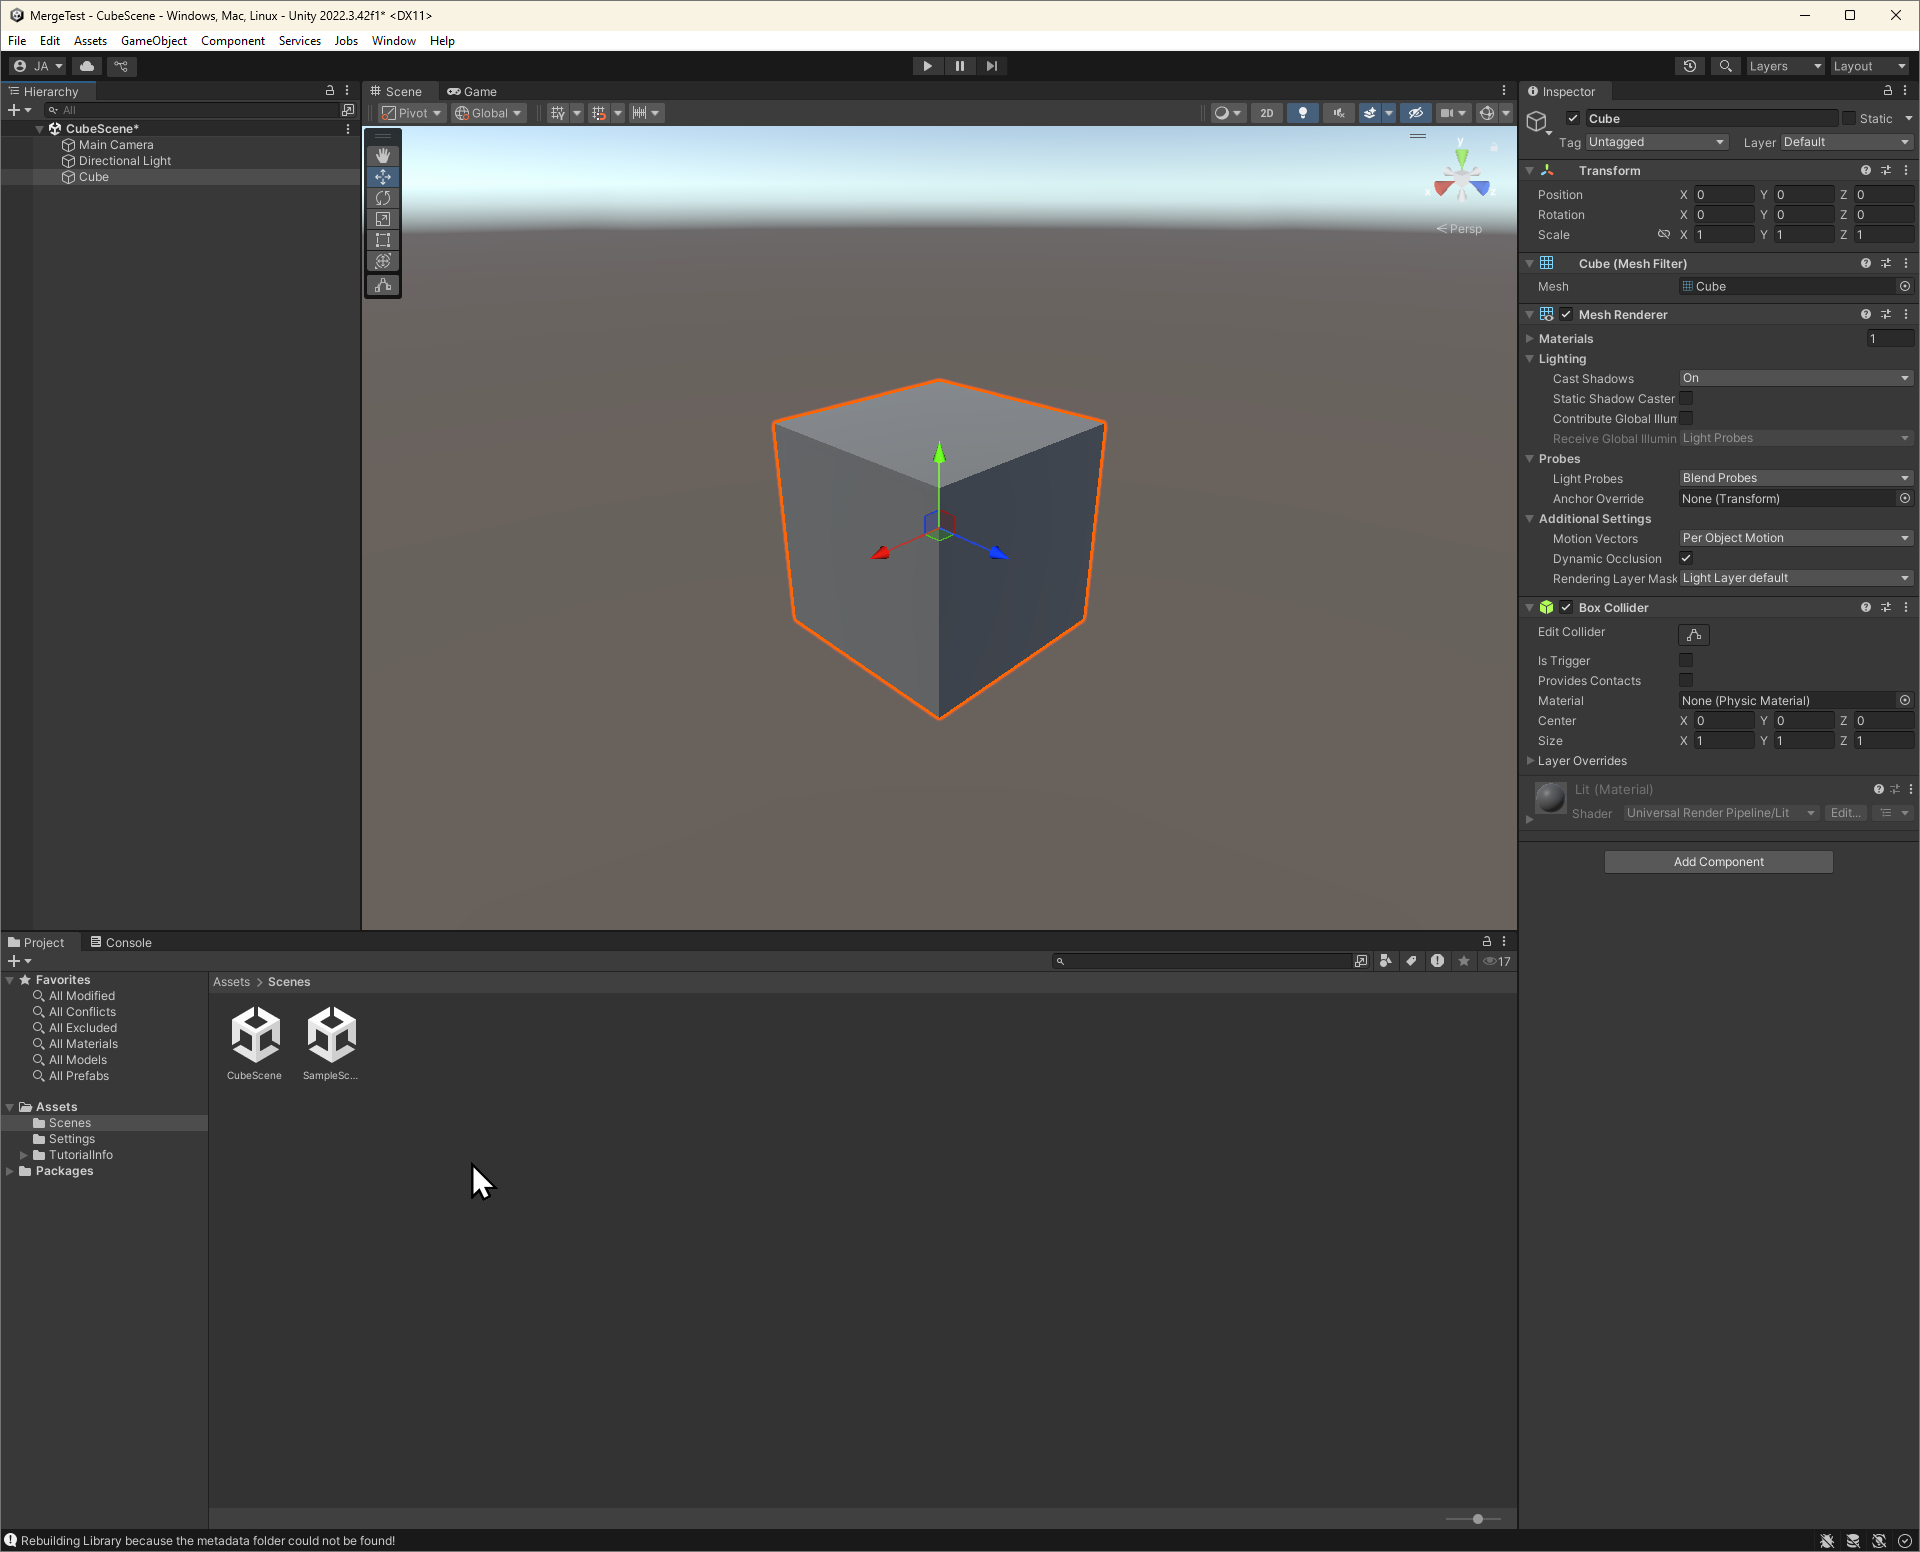 MergeTest - CubeScene - Windows, Mac, Linux - Unity 2022.3.42f1* <DX11>
File Edit Assets GameObject Component Services Jobs Window Help
JA Layers Layout
Hierarchy
All
CubeScene*
Main Camera
Directional Light
Cube
Scene Game
Pivot Global 2D
y
Persp
Inspector
Cube Static
Tag Untagged Layer Default
Transform
Position X 0 Y 0 Z 0
Rotation X 0 Y 0 Z 0
Scale X 1 Y 1 Z 1
Cube (Mesh Filter)
Mesh Cube
Mesh Renderer
Materials 1
Lighting
Cast Shadows On
Static Shadow Caster
Contribute Global Illum
Receive Global Illumin Light Probes
Probes
Light Probes Blend Probes
Anchor Override None (Transform)
Additional Settings
Motion Vectors Per Object Motion
Dynamic Occlusion
Rendering Layer Mask Light Layer default
Box Collider
Edit Collider
Is Trigger
Provides Contacts
Material None (Physic Material)
Center X 0 Y 0 Z 0
Size X 1 Y 1 Z 1
Layer Overrides
Lit (Material)
Shader Universal Render Pipeline/Lit Edit...
Add Component
Project Console
17
Favorites
All Modified
All Conflicts
All Excluded
All Materials
All Models
All Prefabs
Assets
Scenes
Settings
TutorialInfo
Packages
Assets > Scenes
CubeScene SampleSc...
Rebuilding Library because the metadata folder could not be found!